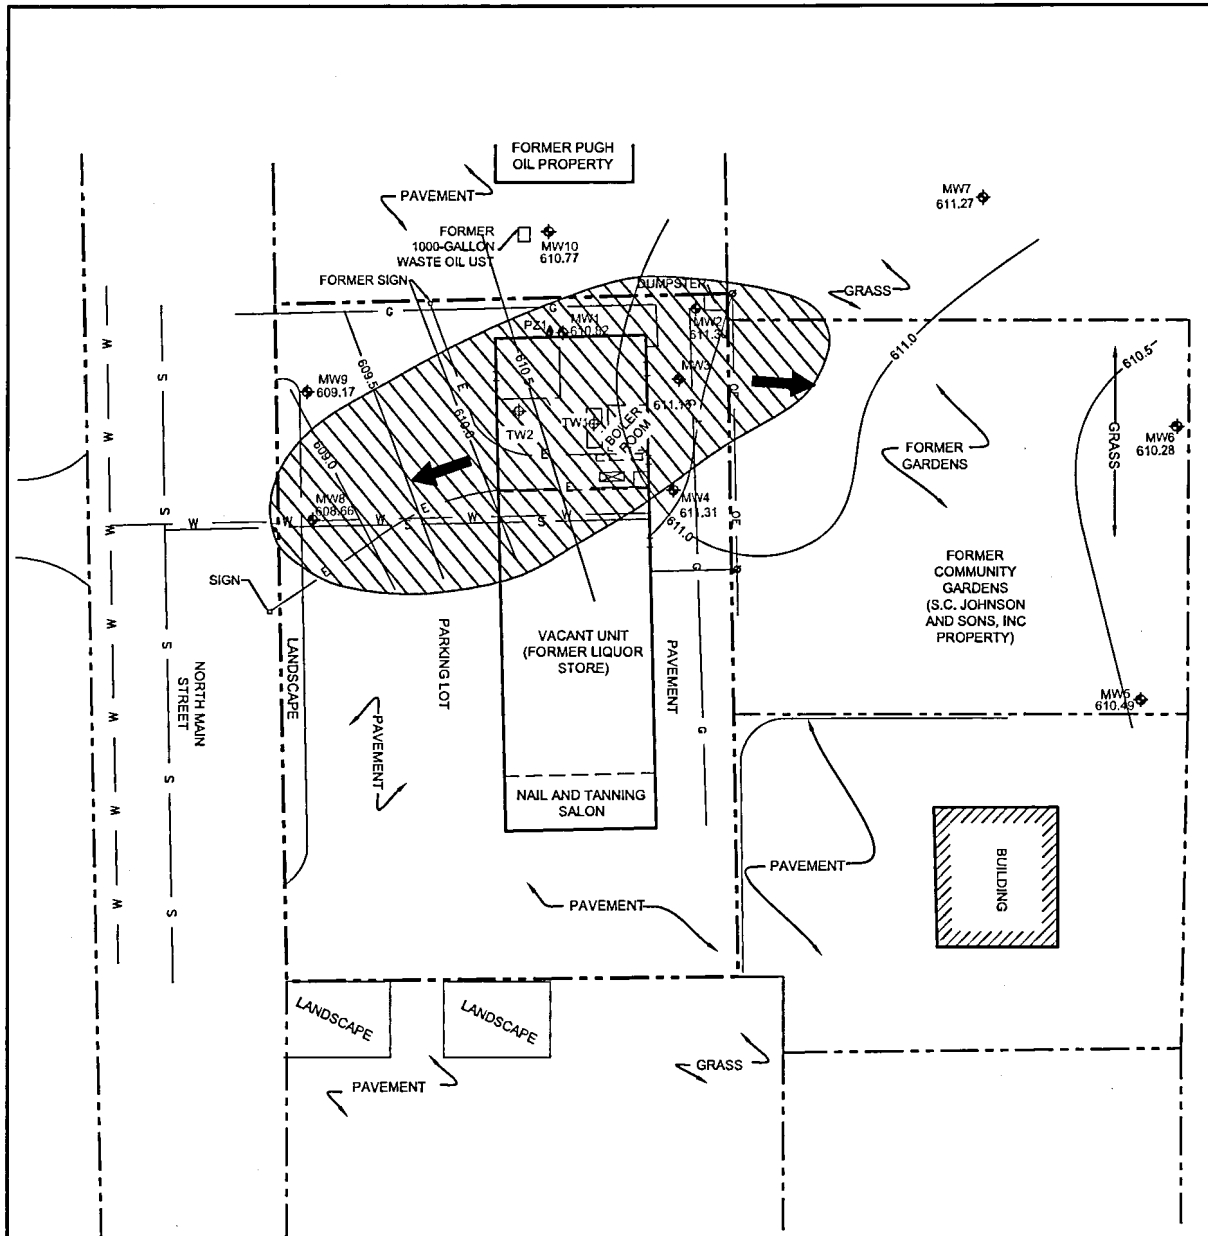 FORMER PUGH
OIL PROPERTY
PAVEMENT
MW7
611.27
FORMER
1000-GALLON
WASTE OIL UST
MW10
610.77
FORMER SIGN
DUMPSTER
GRASS
G
G
PZ1
MW1
610.92
MW2
MW3
MW9
609.17
609.5
E
610.0
610.5
611.0
610.5
TW2
TW1
BOILER
ROOM
OE
GRASS
MW6
610.28
FORMER
GARDENS
609.0
E
E
E
MW8
608.66
MW4
611.31
611.0
OE
W
W
W
W
W
S
S
G
E
SIGN
FORMER
COMMUNITY
GARDENS
(S.C. JOHNSON
AND SONS, INC
PROPERTY)
VACANT UNIT
(FORMER LIQUOR
STORE)
LANDSCAPE
PARKING LOT
PAVEMENT
NORTH MAIN
STREET
PAVEMENT
G
MW5
610.49
NAIL AND TANNING
SALON
PAVEMENT
BUILDING
PAVEMENT
W
W
W
W
W
W
W
W
S
S
S
S
S
S
LANDSCAPE
LANDSCAPE
GRASS
PAVEMENT